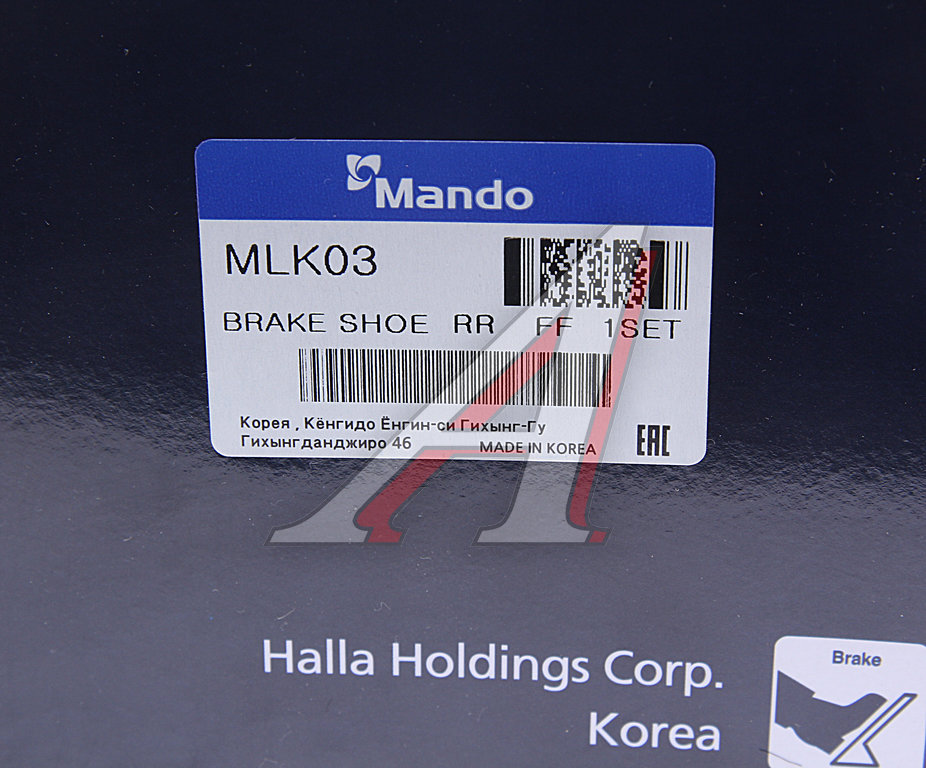 Mando
MLK03
BRAKE SHOE RR FF 1SET
Корея , Кёнгидо Ёнгин-си Гихынг-Гу
Гихынгданджиро 46 MADE IN KOREA
EAC
Halla Holdings Corp.
Korea
Brake